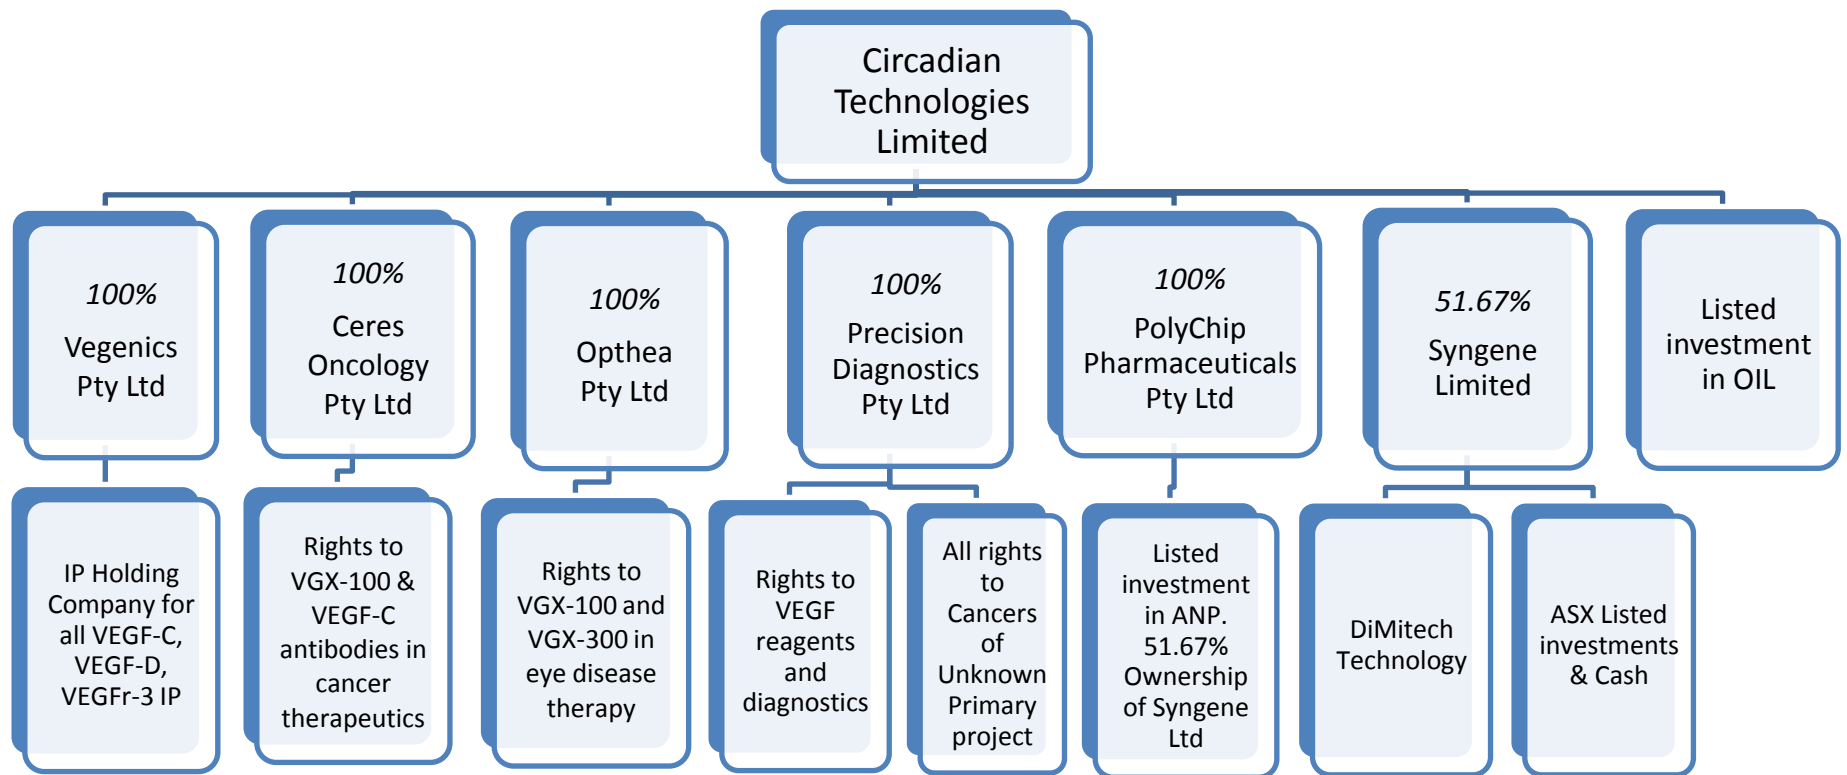 Circadian
Technologies
Limited
100%
Vegenics
Pty Ltd
100%
Ceres
Oncology
Pty Ltd
100%
Opthea
Pty Ltd
100%
Precision
Diagnostics
Pty Ltd
100%
PolyChip
Pharmaceuticals
Pty Ltd
51.67%
Syngene
Limited
Listed
investment
in OIL
IP Holding
Company for
all VEGF-C,
VEGF-D,
VEGFr-3 IP
Rights to
VGX-100 &
VEGF-C
antibodies in
cancer
therapeutics
Rights to
VGX-100 and
VGX-300 in
eye disease
therapy
Rights to
VEGF
reagents
and
diagnostics
All rights
to
Cancers
of
Unknown
Primary
project
Listed
investment
in ANP.
51.67%
Ownership
of Syngene
Ltd
DiMitech
Technology
ASX Listed
investments
& Cash